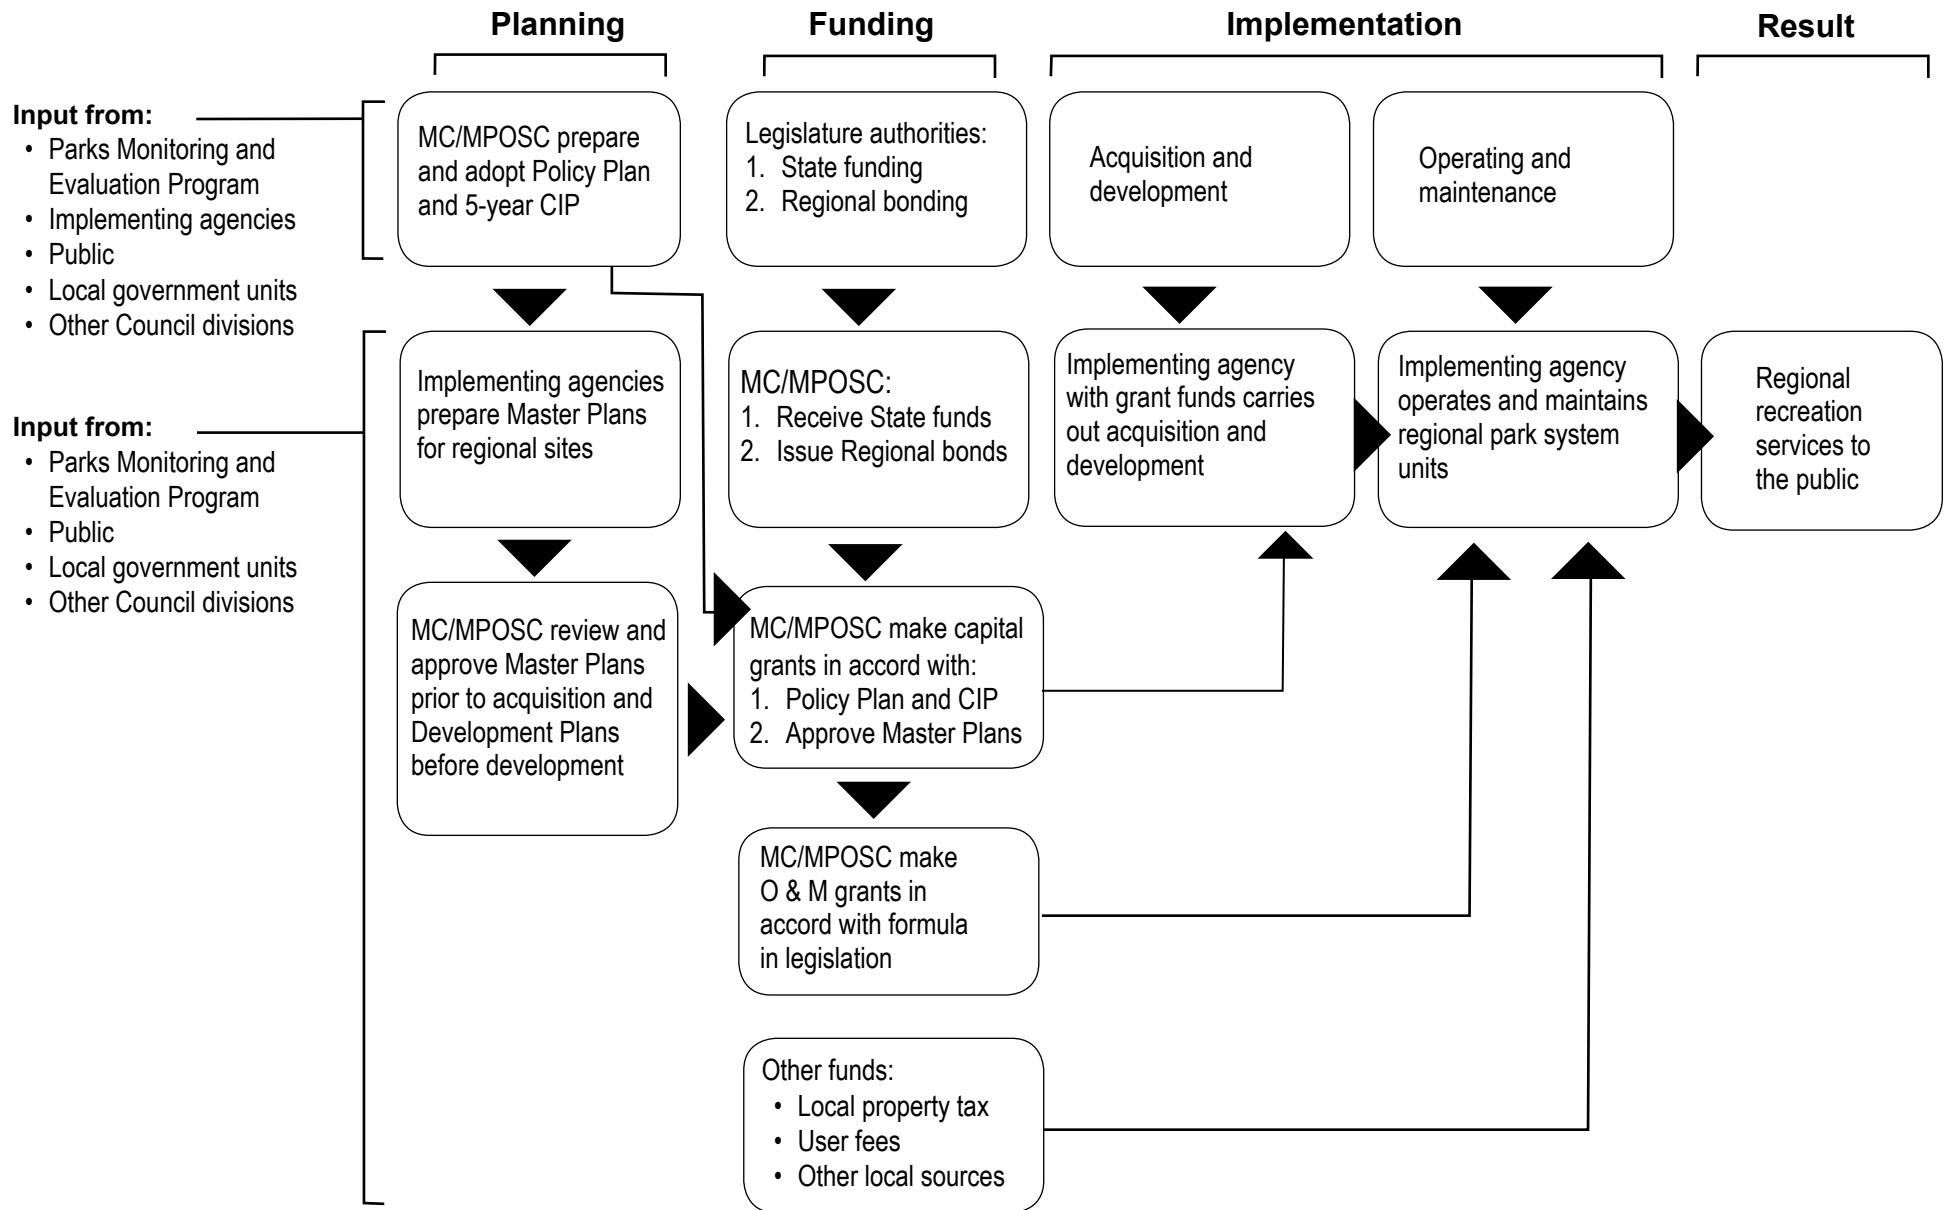 Planning
Funding
Implementation
Result
Input from:
• Parks Monitoring and
Evaluation Program
• Implementing agencies
• Public
• Local government units
• Other Council divisions
MC/MPOSC prepare
and adopt Policy Plan
and 5-year CIP
Legislature authorities:
1. State funding
2. Regional bonding
Acquisition and
development
Operating and
maintenance
Input from:
• Parks Monitoring and
Evaluation Program
• Public
• Local government units
• Other Council divisions
Implementing agencies
prepare Master Plans
for regional sites
MC/MPOSC:
1. Receive State funds
2. Issue Regional bonds
Implementing agency
with grant funds carries
out acquisition and
development
Implementing agency
operates and maintains
regional park system
units
Regional
recreation
services to
the public
MC/MPOSC review and
approve Master Plans
prior to acquisition and
Development Plans
before development
MC/MPOSC make capital
grants in accord with:
1. Policy Plan and CIP
2. Approve Master Plans
MC/MPOSC make
O & M grants in
accord with formula
in legislation
Other funds:
• Local property tax
• User fees
• Other local sources